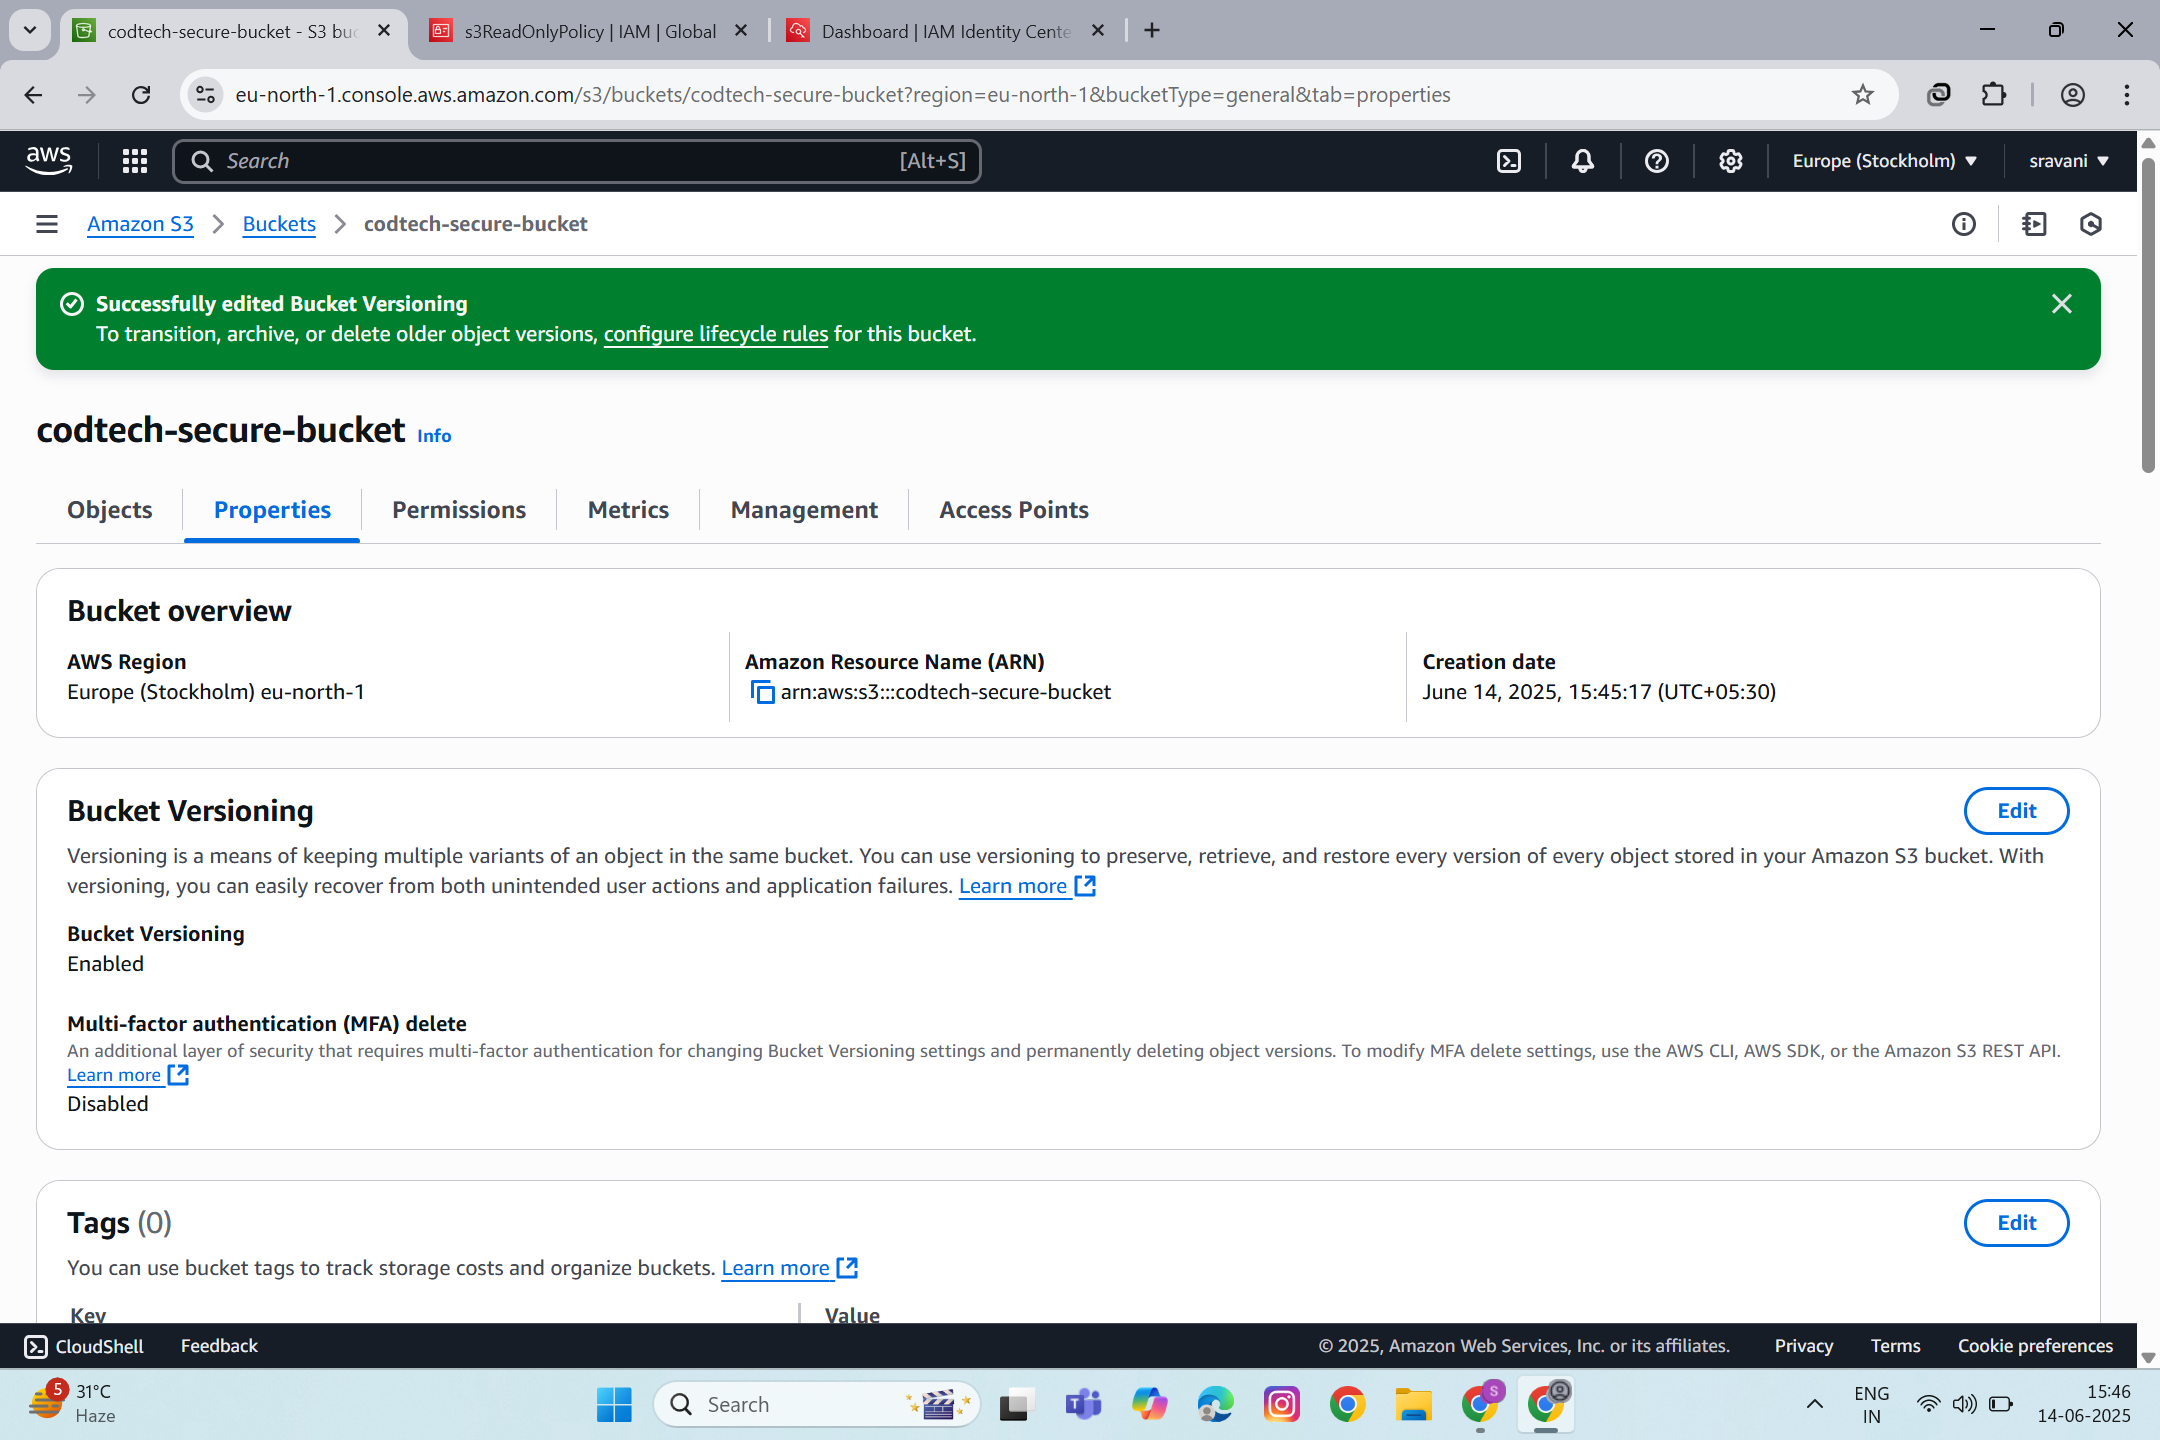 codtech-secure-bucket - S3 buc
s3ReadOnlyPolicy | IAM | Global
Dashboard | IAM Identity Cente
eu-north-1.console.aws.amazon.com/s3/buckets/codtech-secure-bucket?region=eu-north-1&bucketType=general&tab=properties
aws
Search
[Alt+S]
Europe (Stockholm)
sravani
Amazon S3
Buckets
codtech-secure-bucket
Successfully edited Bucket Versioning
To transition, archive, or delete older object versions, configure lifecycle rules for this bucket.
codtech-secure-bucket Info
Objects
Properties
Permissions
Metrics
Management
Access Points
Bucket overview
AWS Region
Europe (Stockholm) eu-north-1
Amazon Resource Name (ARN)
arn:aws:s3:::codtech-secure-bucket
Creation date
June 14, 2025, 15:45:17 (UTC+05:30)
Bucket Versioning
Edit
Versioning is a means of keeping multiple variants of an object in the same bucket. You can use versioning to preserve, retrieve, and restore every version of every object stored in your Amazon S3 bucket. With
versioning, you can easily recover from both unintended user actions and application failures. Learn more
Bucket Versioning
Enabled
Multi-factor authentication (MFA) delete
An additional layer of security that requires multi-factor authentication for changing Bucket Versioning settings and permanently deleting object versions. To modify MFA delete settings, use the AWS CLI, AWS SDK, or the Amazon S3 REST API.
Learn more
Disabled
Tags (0)
Edit
You can use bucket tags to track storage costs and organize buckets. Learn more
Key
Value
CloudShell
Feedback
© 2025, Amazon Web Services, Inc. or its affiliates.
Privacy
Terms
Cookie preferences
5
31°C
Haze
Search
S
ENG
IN
15:46
14-06-2025